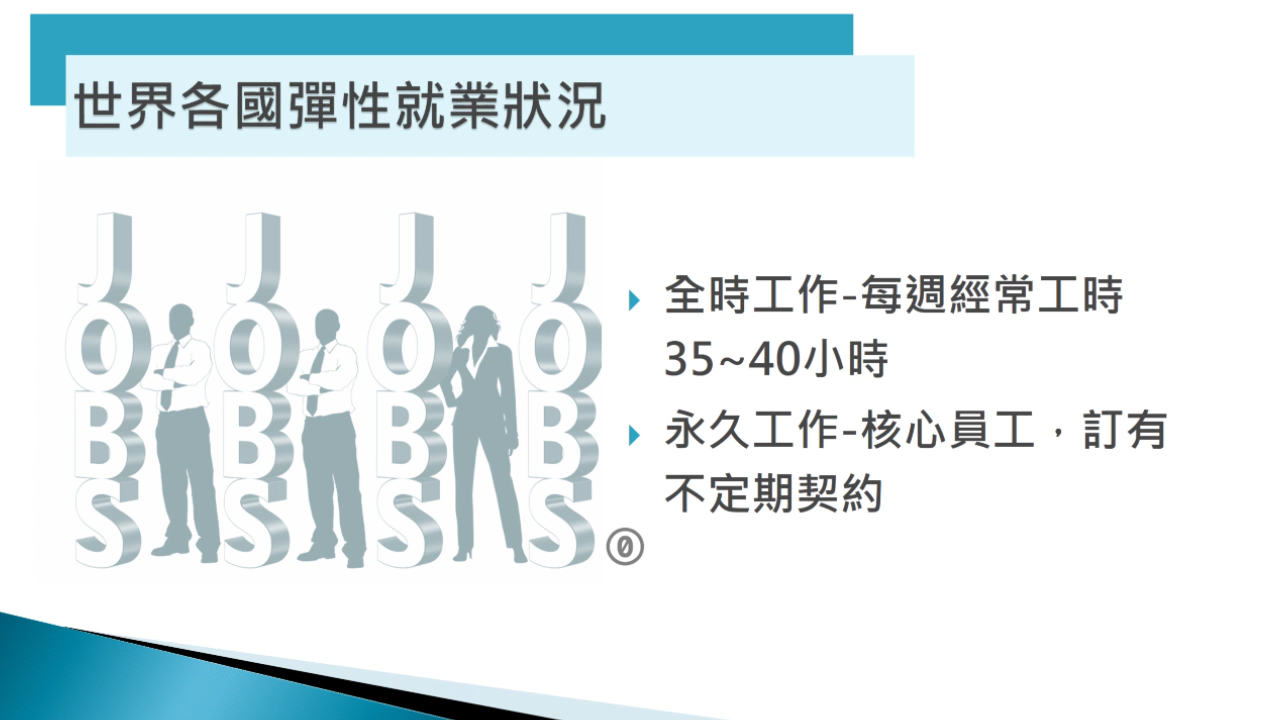 世界各國彈性就業狀況
JOBS JOBS JOBS JOBS
全時工作-每週經常工時
35~40小時
永久工作-核心員工，訂有
不定期契約
⓪